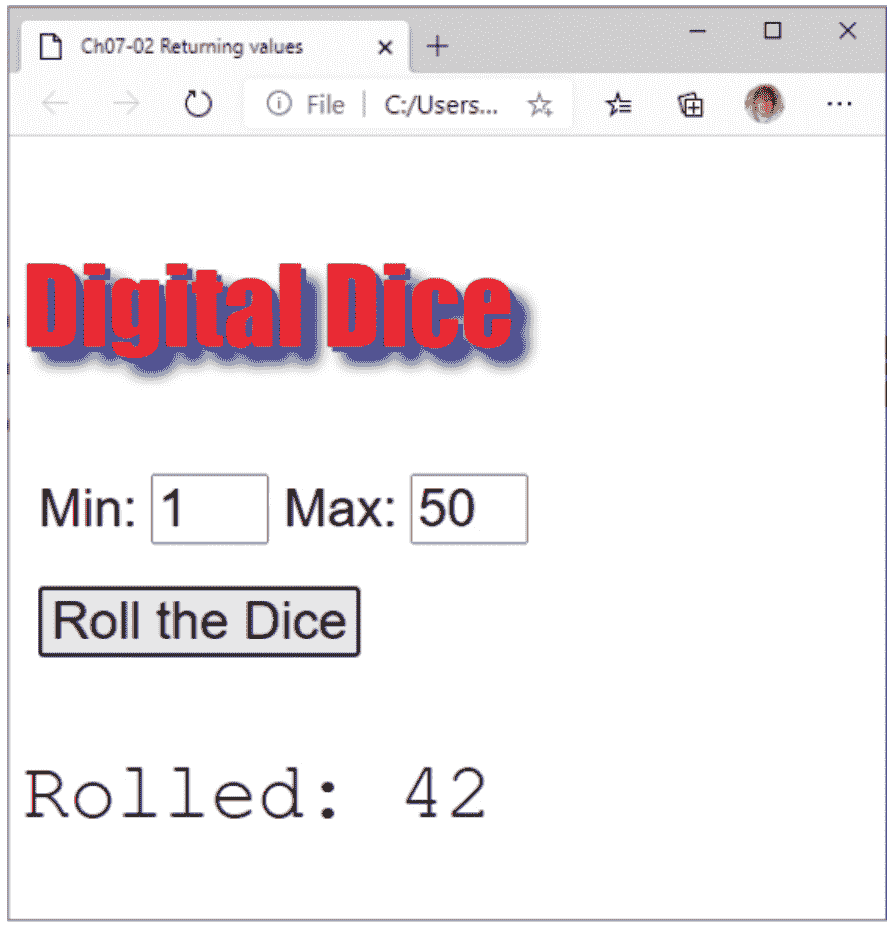 Ch07-02 Returning values
File | C:/Users...
Digital Dice
Min: 1 Max: 50
Roll the Dice
Rolled: 42